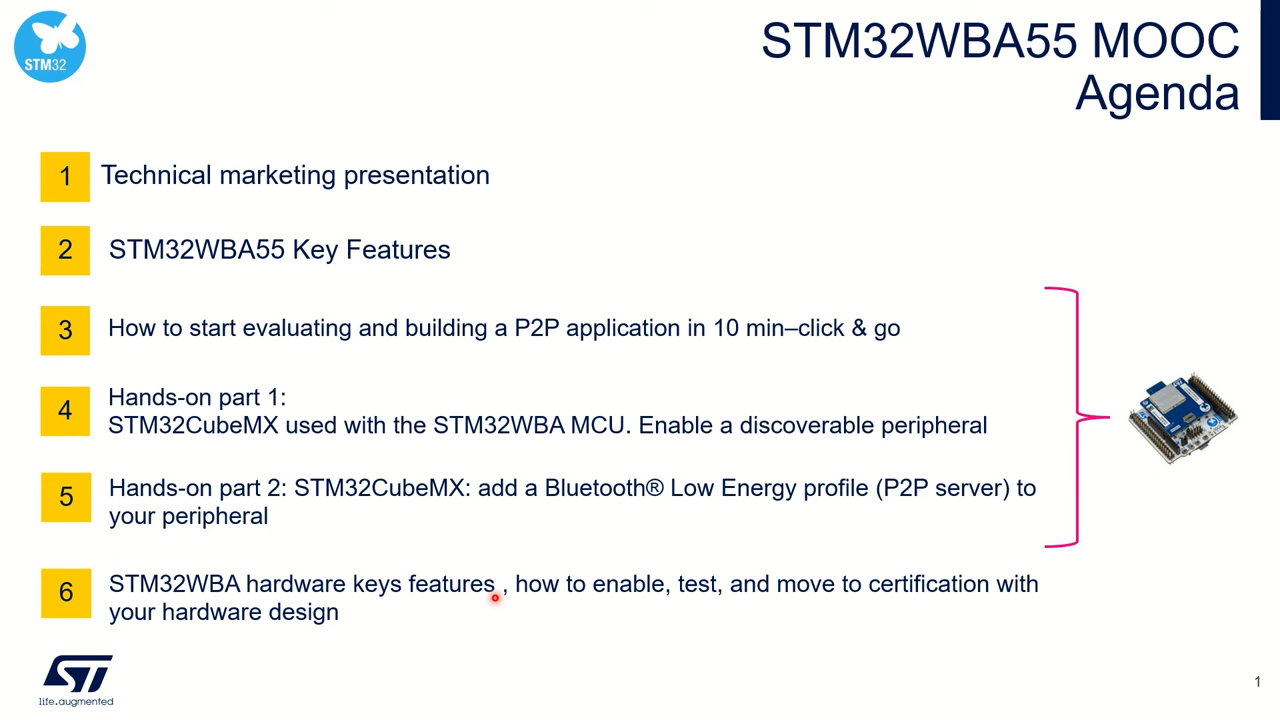 STM32
STM32WBA55 MOOC
Agenda
1
Technical marketing presentation
2
STM32WBA55 Key Features
3
How to start evaluating and building a P2P application in 10 min–click & go
4
Hands-on part 1:
STM32CubeMX used with the STM32WBA MCU. Enable a discoverable peripheral
5
Hands-on part 2: STM32CubeMX: add a Bluetooth® Low Energy profile (P2P server) to
your peripheral
6
STM32WBA hardware keys features , how to enable, test, and move to certification with
your hardware design
ST
life.augmented
1